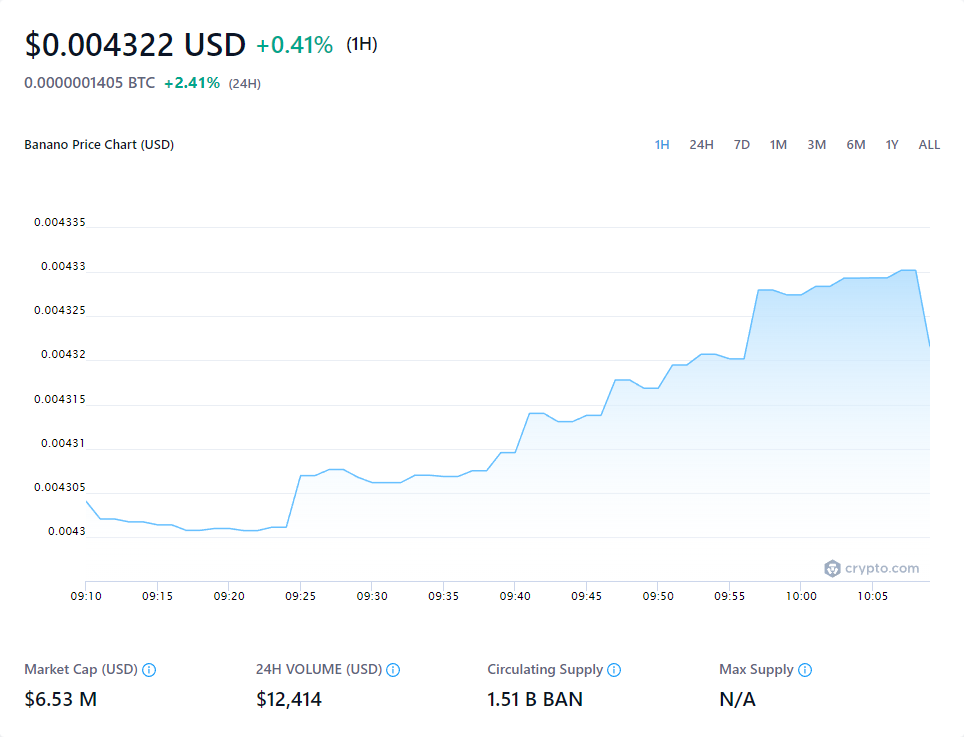 $0.004322 USD +0.41% (1H)
0.0000001405 BTC +2.41% (24H)
Banano Price Chart (USD) 1H 24H 7D 1M 3M 6M 1Y ALL
0.004335
0.00433
0.004325
0.00432
0.004315
0.00431
0.004305
0.0043
crypto.com
09:10 09:15 09:20 09:25 09:30 09:35 09:40 09:45 09:50 09:55 10:00 10:05
Market Cap (USD) 24H VOLUME (USD) Circulating Supply Max Supply
$6.53 M $12,414 1.51 B BAN N/A